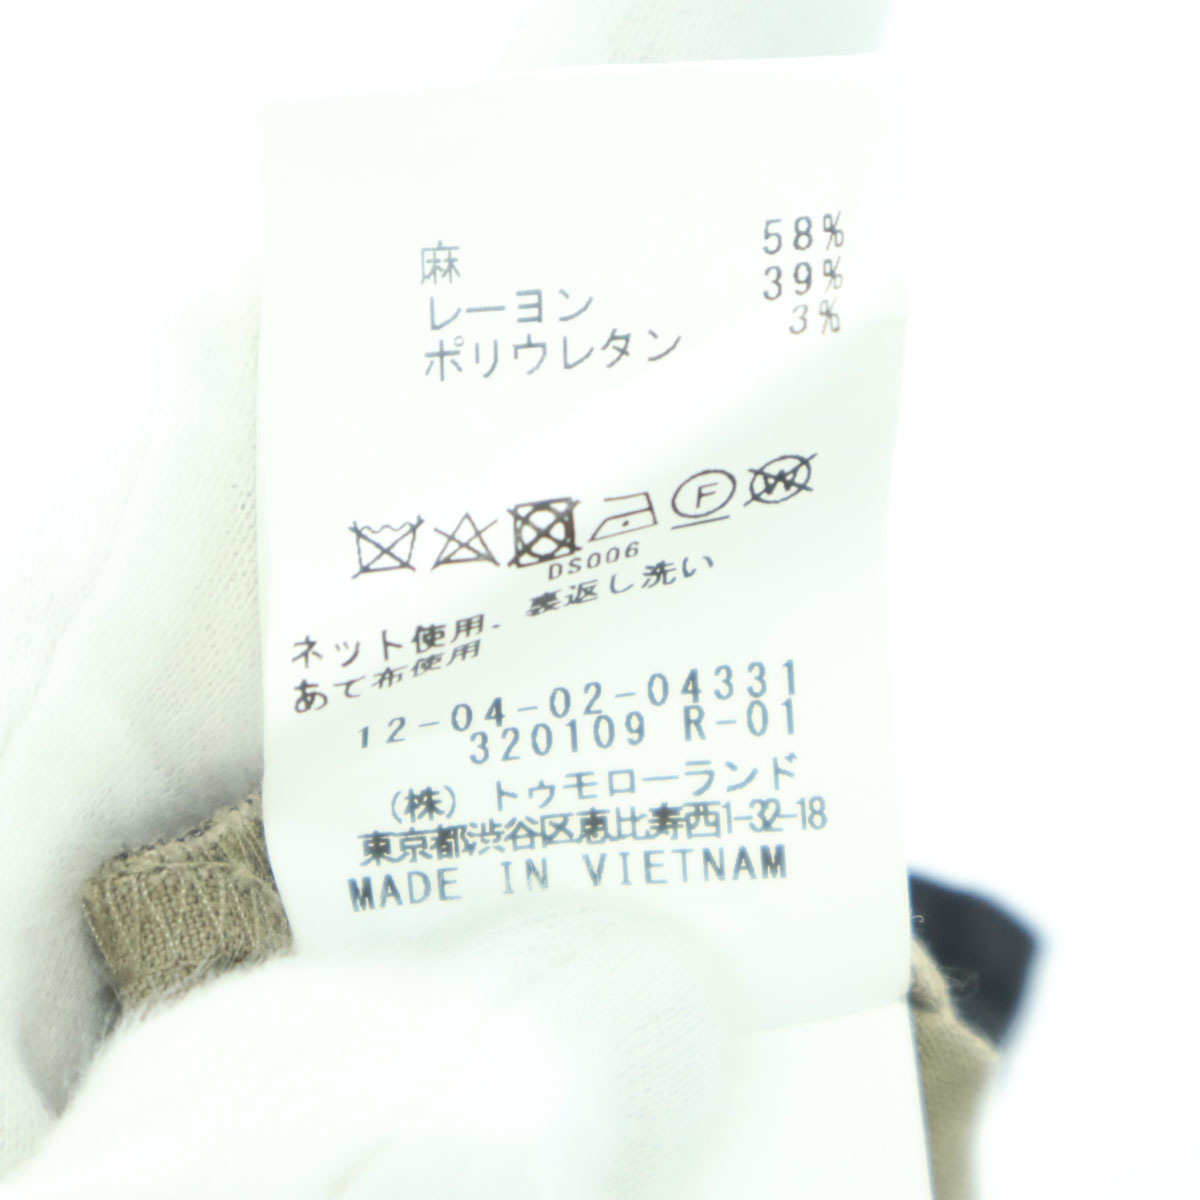 麻 58%
レーヨン 39%
ポリウレタン 3%
F W
DS006
ネット使用. 裏返し洗い
あて布使用
12-04-02-04331
320109 R-01
(株) トゥモローランド
東京都渋谷区恵比寿西1-32-18
MADE IN VIETNAM